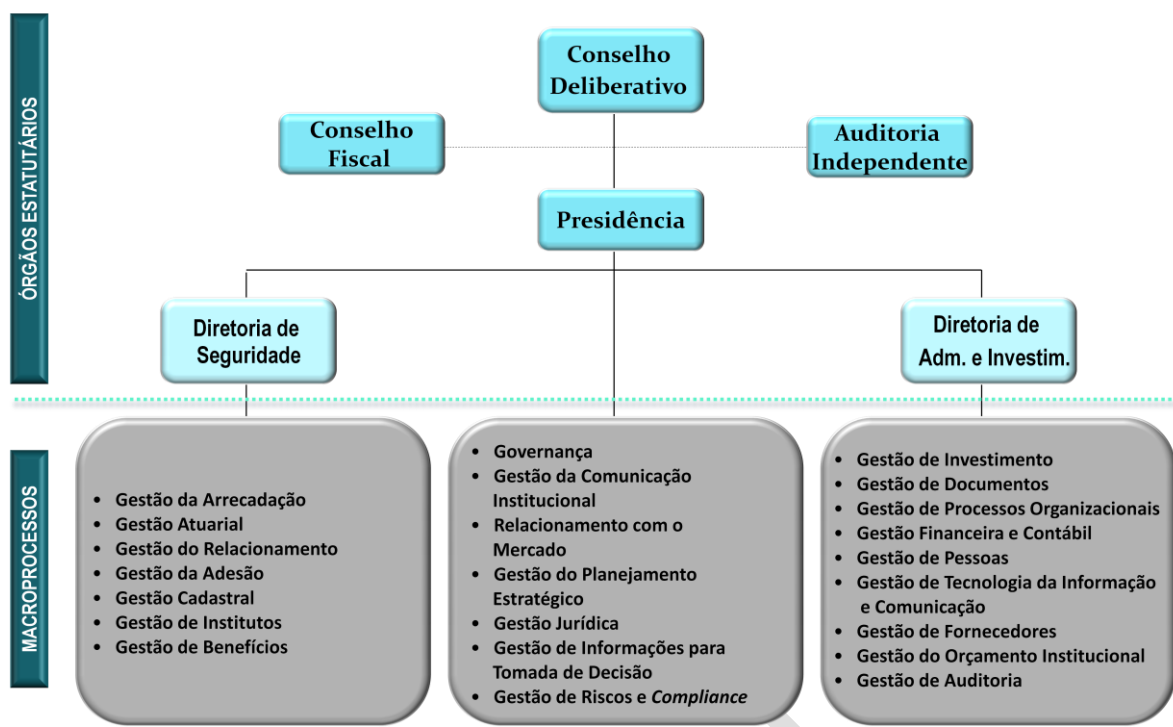 ÓRGÃOS ESTATUTÁRIOS
Conselho
Deliberativo
Conselho
Fiscal
Auditoria
Independente
Presidência
Diretoria de
Seguridade
Diretoria de
Adm. e Investim.
MACROPROCESSOS
• Gestão da Arrecadação
• Gestão Atuarial
• Gestão do Relacionamento
• Gestão da Adesão
• Gestão Cadastral
• Gestão de Institutos
• Gestão de Benefícios
• Governança
• Gestão da Comunicação
Institucional
• Relacionamento com o
Mercado
• Gestão do Planejamento
Estratégico
• Gestão Jurídica
• Gestão de Informações para
Tomada de Decisão
• Gestão de Riscos e Compliance
• Gestão de Investimento
• Gestão de Documentos
• Gestão de Processos Organizacionais
• Gestão Financeira e Contábil
• Gestão de Pessoas
• Gestão de Tecnologia da Informação
e Comunicação
• Gestão de Fornecedores
• Gestão do Orçamento Institucional
• Gestão de Auditoria